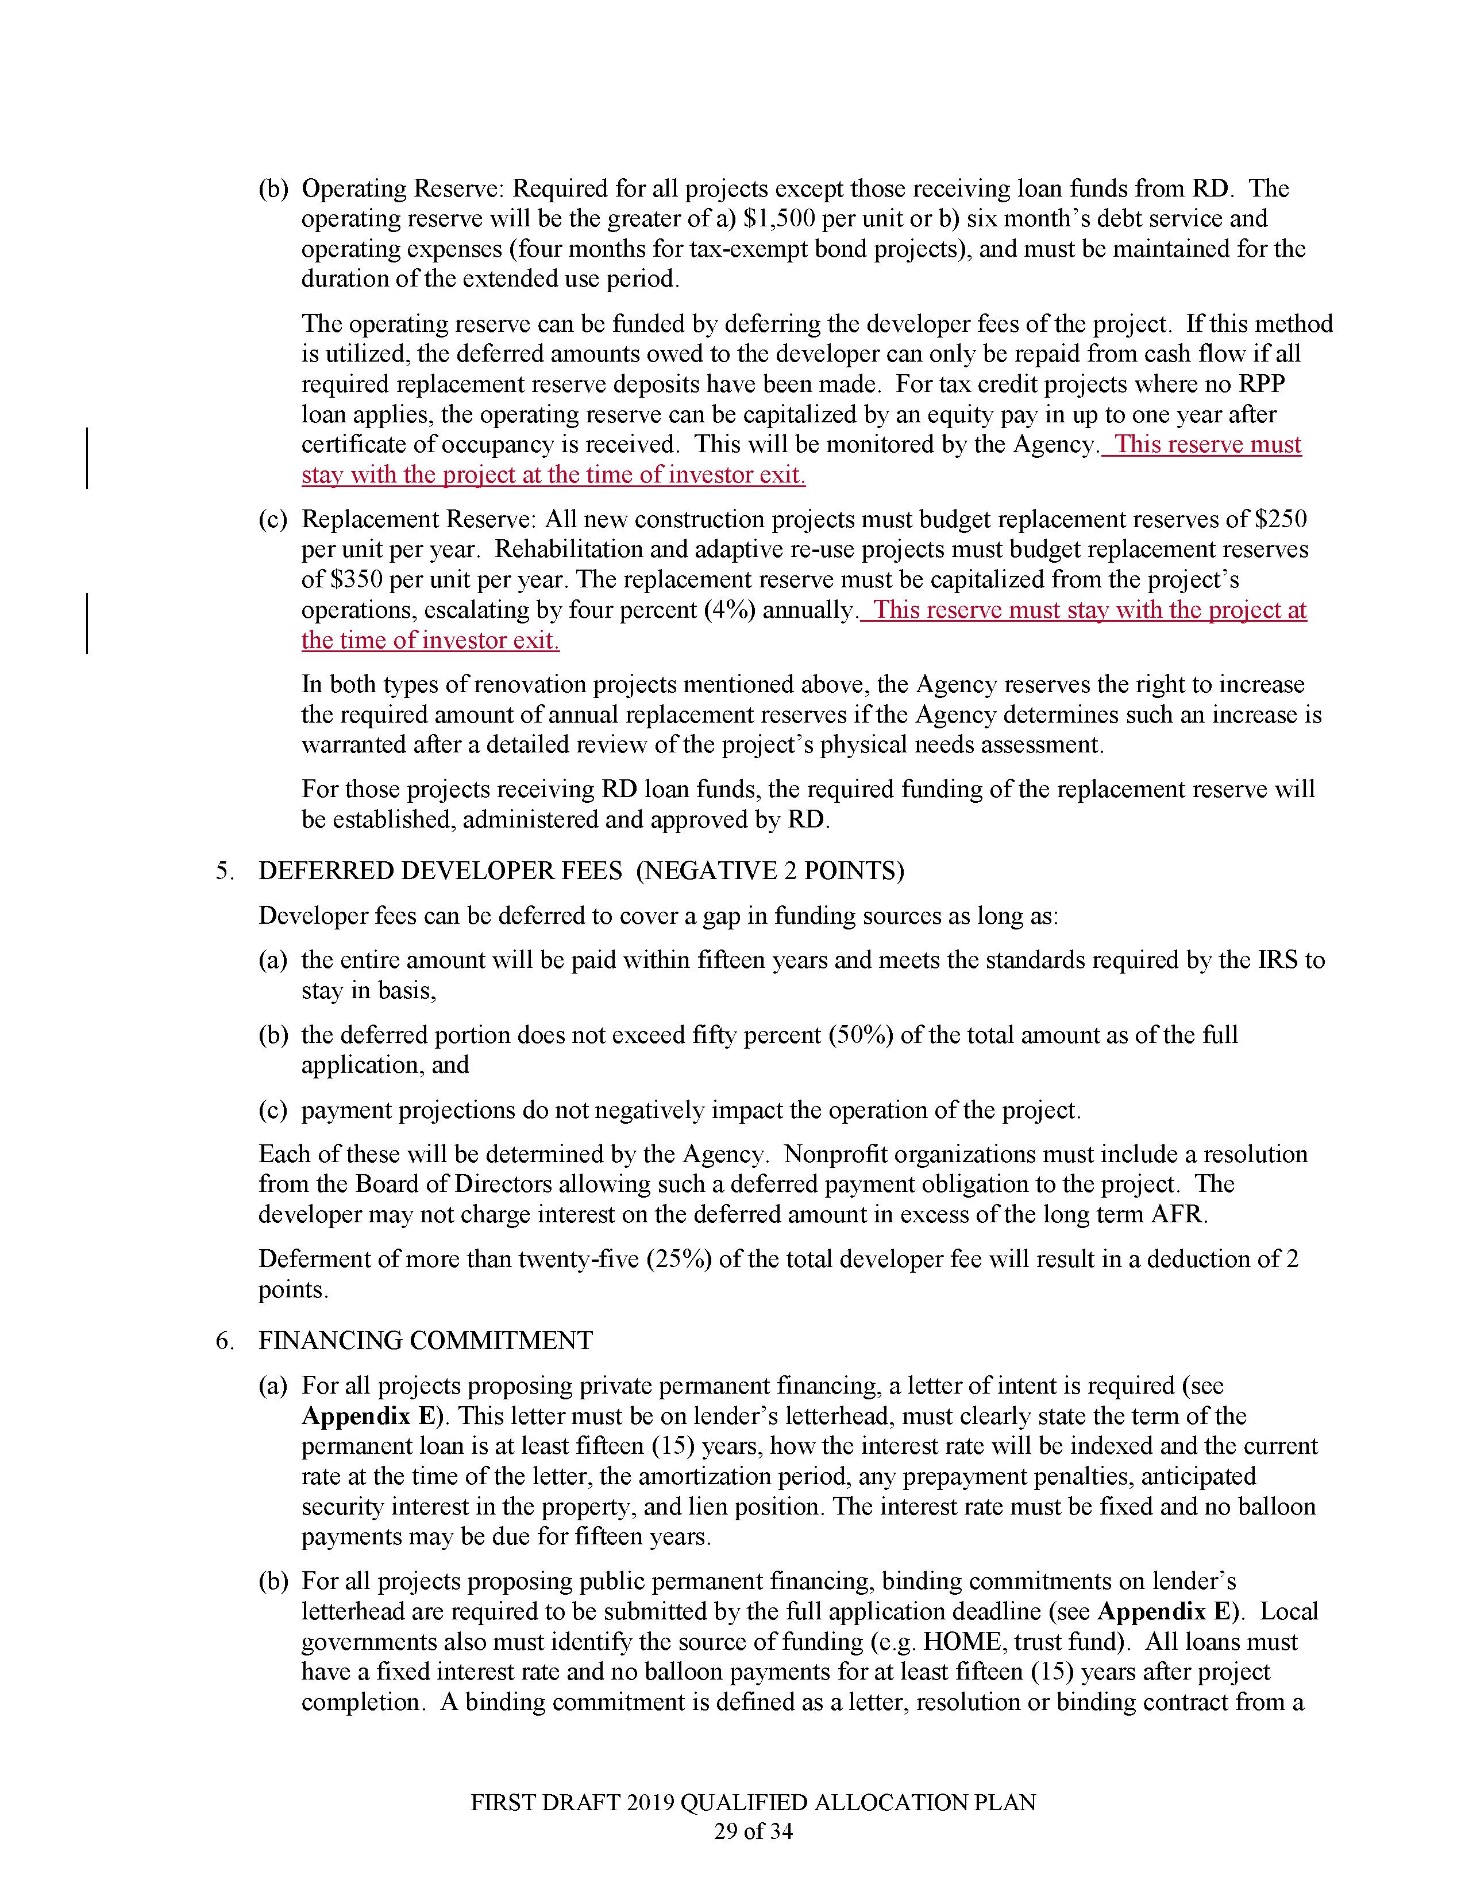 (b) Operating Reserve: Required for all projects except those receiving loan funds from RD.  The
operating reserve will be the greater of a) $1,500 per unit or b) six month’s debt service and
operating expenses (four months for tax-exempt bond projects), and must be maintained for the
duration of the extended use period.
The operating reserve can be funded by deferring the developer fees of the project.  If this method
is utilized, the deferred amounts owed to the developer can only be repaid from cash flow if all
required replacement reserve deposits have been made.  For tax credit projects where no RPP
loan applies, the operating reserve can be capitalized by an equity pay in up to one year after
certificate of occupancy is received.  This will be monitored by the Agency.  This reserve must
stay with the project at the time of investor exit.
(c) Replacement Reserve: All new construction projects must budget replacement reserves of $250
per unit per year.  Rehabilitation and adaptive re-use projects must budget replacement reserves
of $350 per unit per year. The replacement reserve must be capitalized from the project’s
operations, escalating by four percent (4%) annually.  This reserve must stay with the project at
the time of investor exit.
In both types of renovation projects mentioned above, the Agency reserves the right to increase
the required amount of annual replacement reserves if the Agency determines such an increase is
warranted after a detailed review of the project’s physical needs assessment.
For those projects receiving RD loan funds, the required funding of the replacement reserve will
be established, administered and approved by RD.
5. DEFERRED DEVELOPER FEES  (NEGATIVE 2 POINTS)
Developer fees can be deferred to cover a gap in funding sources as long as:
(a) the entire amount will be paid within fifteen years and meets the standards required by the IRS to
stay in basis,
(b) the deferred portion does not exceed fifty percent (50%) of the total amount as of the full
application, and
(c) payment projections do not negatively impact the operation of the project.
Each of these will be determined by the Agency.  Nonprofit organizations must include a resolution
from the Board of Directors allowing such a deferred payment obligation to the project.  The
developer may not charge interest on the deferred amount in excess of the long term AFR.
Deferment of more than twenty-five (25%) of the total developer fee will result in a deduction of 2
points.
6. FINANCING COMMITMENT
(a) For all projects proposing private permanent financing, a letter of intent is required (see
Appendix E). This letter must be on lender’s letterhead, must clearly state the term of the
permanent loan is at least fifteen (15) years, how the interest rate will be indexed and the current
rate at the time of the letter, the amortization period, any prepayment penalties, anticipated
security interest in the property, and lien position. The interest rate must be fixed and no balloon
payments may be due for fifteen years.
(b) For all projects proposing public permanent financing, binding commitments on lender’s
letterhead are required to be submitted by the full application deadline (see Appendix E).  Local
governments also must identify the source of funding (e.g. HOME, trust fund).  All loans must
have a fixed interest rate and no balloon payments for at least fifteen (15) years after project
completion.  A binding commitment is defined as a letter, resolution or binding contract from a
FIRST DRAFT 2019 QUALIFIED ALLOCATION PLAN
29 of 34